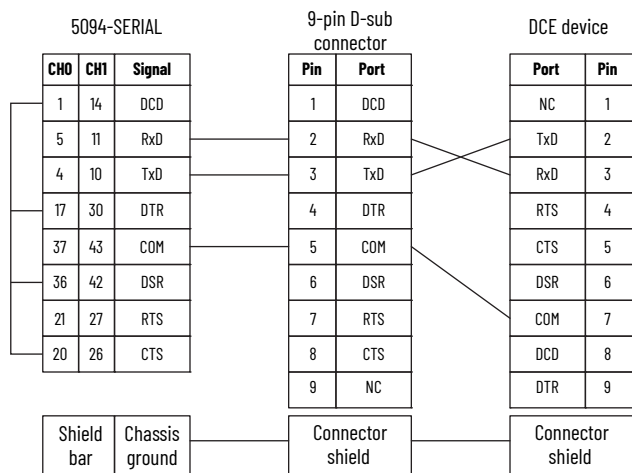 5094-SERIAL
CH0 CH1 Signal
1 14 DCD
5 11 RxD
4 10 TxD
17 30 DTR
37 43 COM
36 42 DSR
21 27 RTS
20 26 CTS
Shield bar
Chassis ground
9-pin D-sub
connector
Pin Port
1 DCD
2 RxD
3 TxD
4 DTR
5 COM
6 DSR
7 RTS
8 CTS
9 NC
Connector
shield
DCE device
Port Pin
NC 1
TxD 2
RxD 3
RTS 4
CTS 5
DSR 6
COM 7
DCD 8
DTR 9
Connector
shield